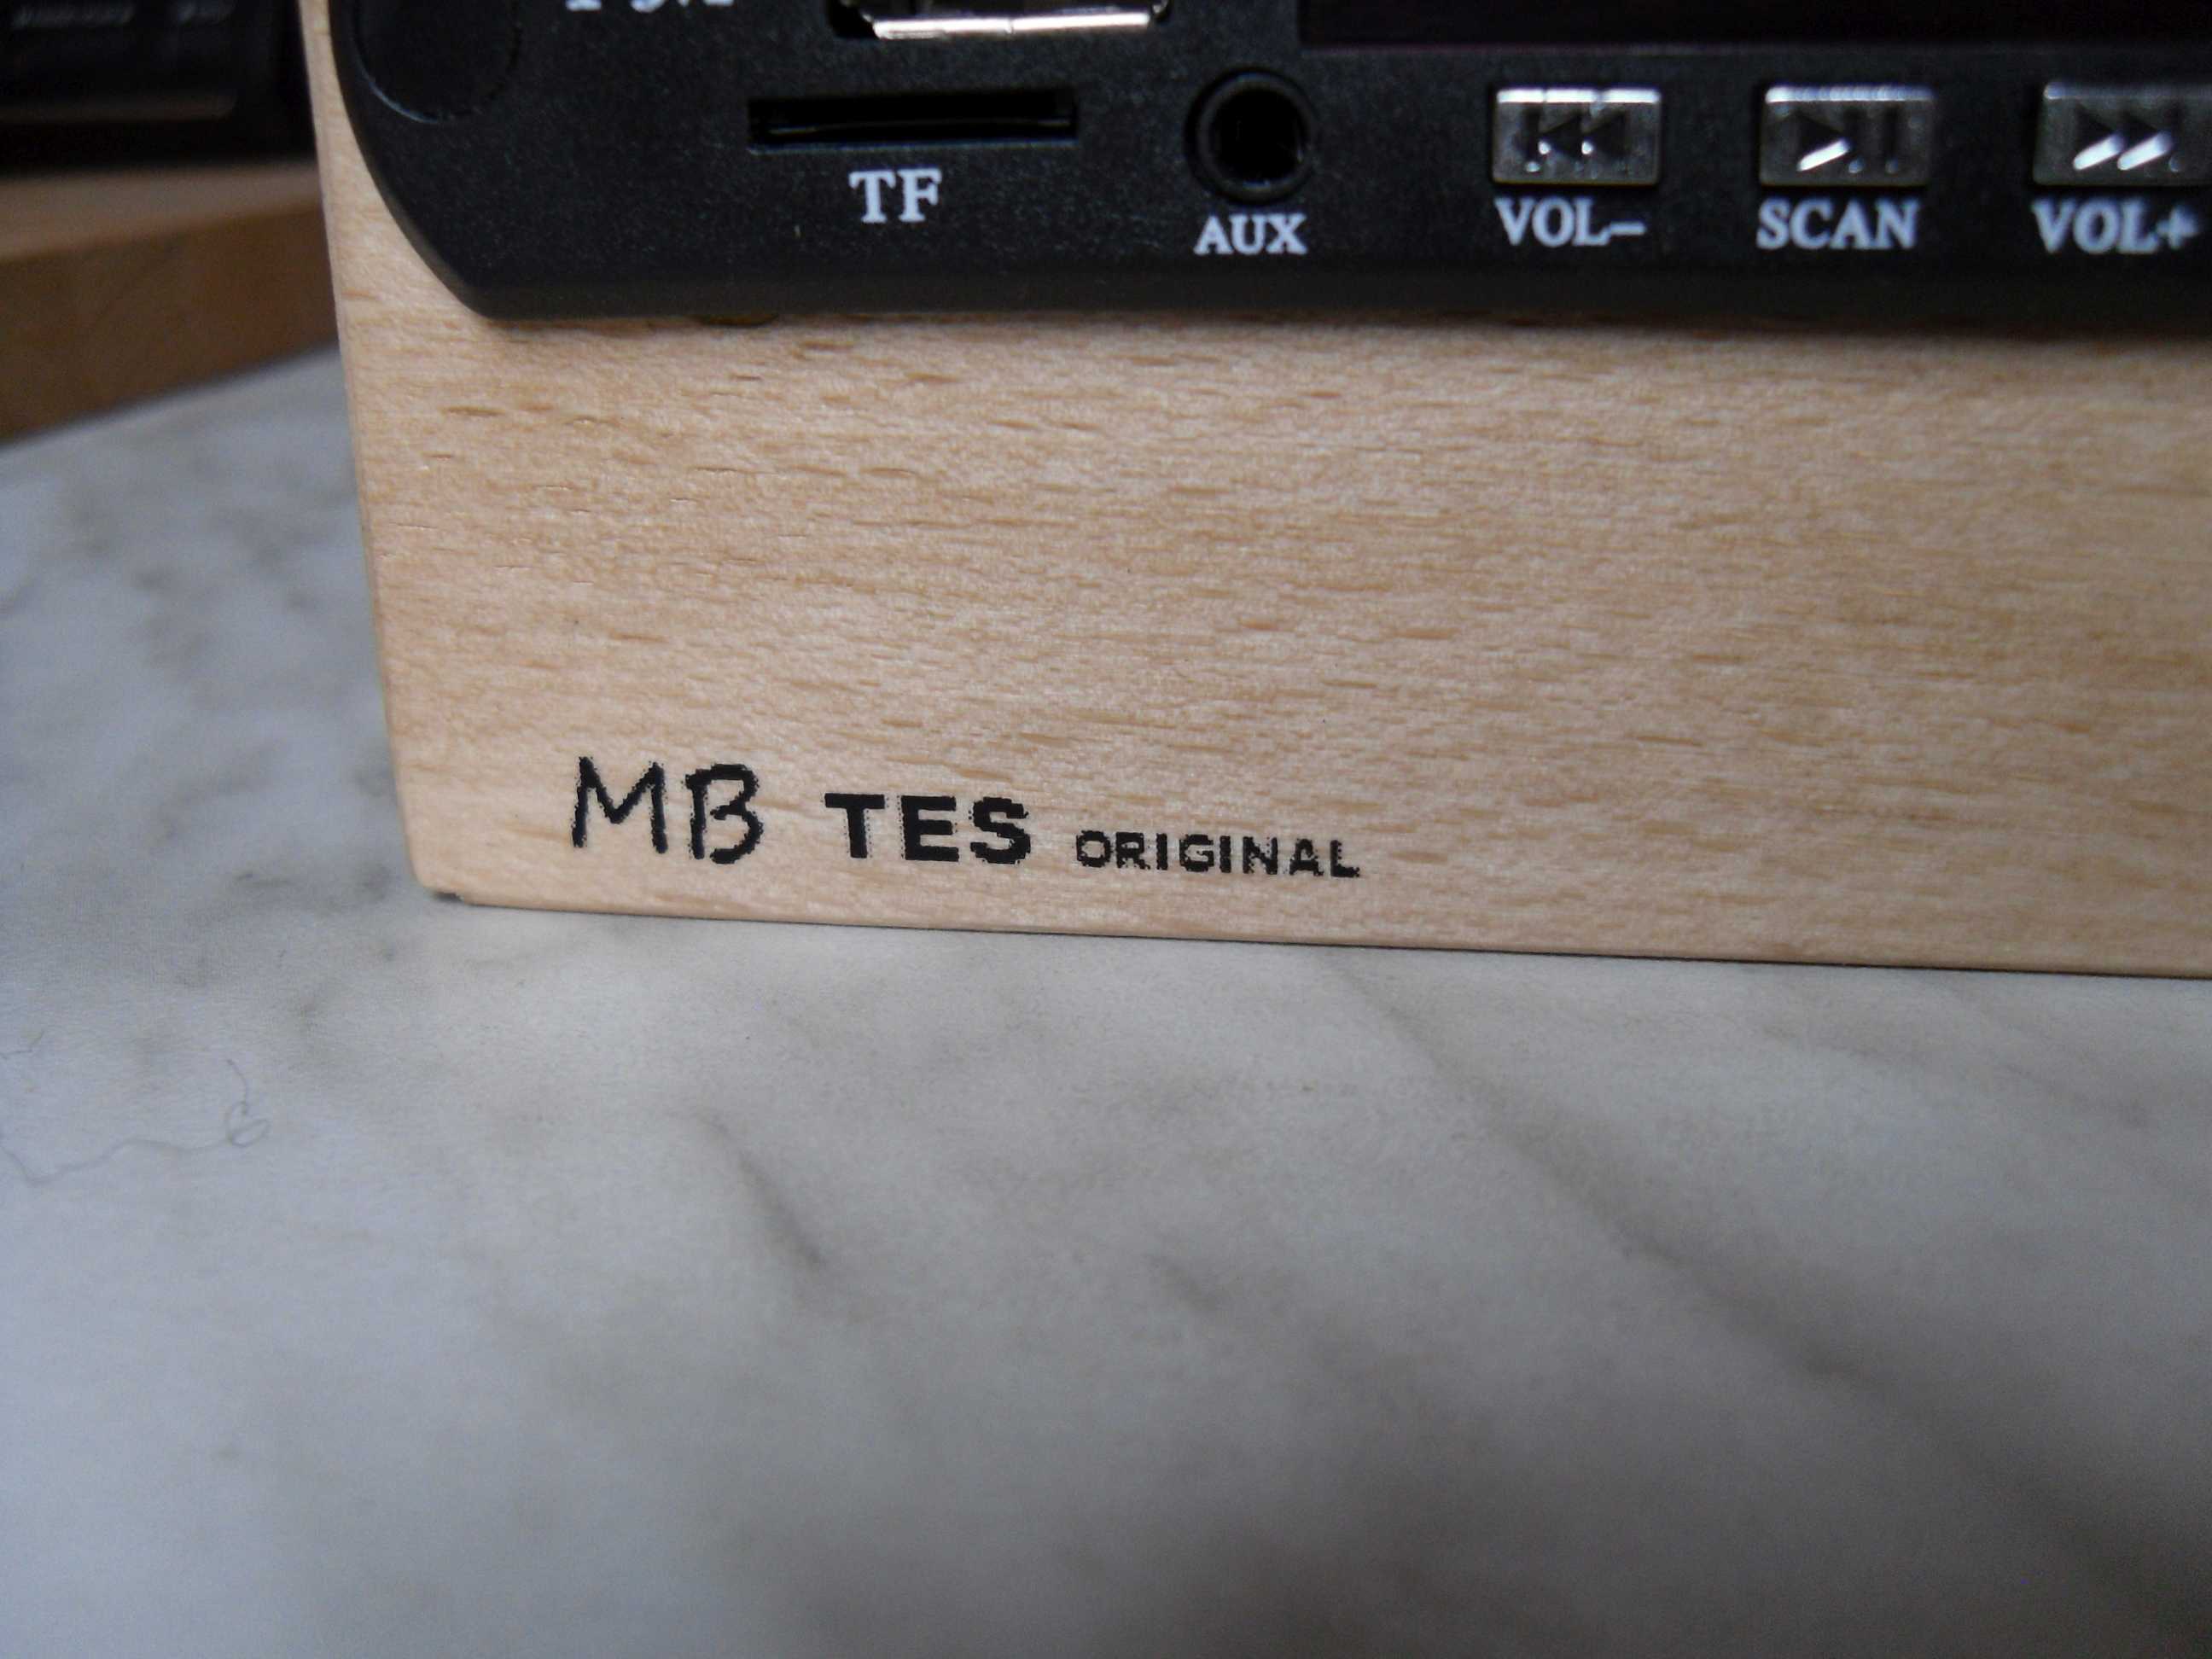 TF
AUX
VOL-
SCAN
VOL+
MB TES ORIGINAL